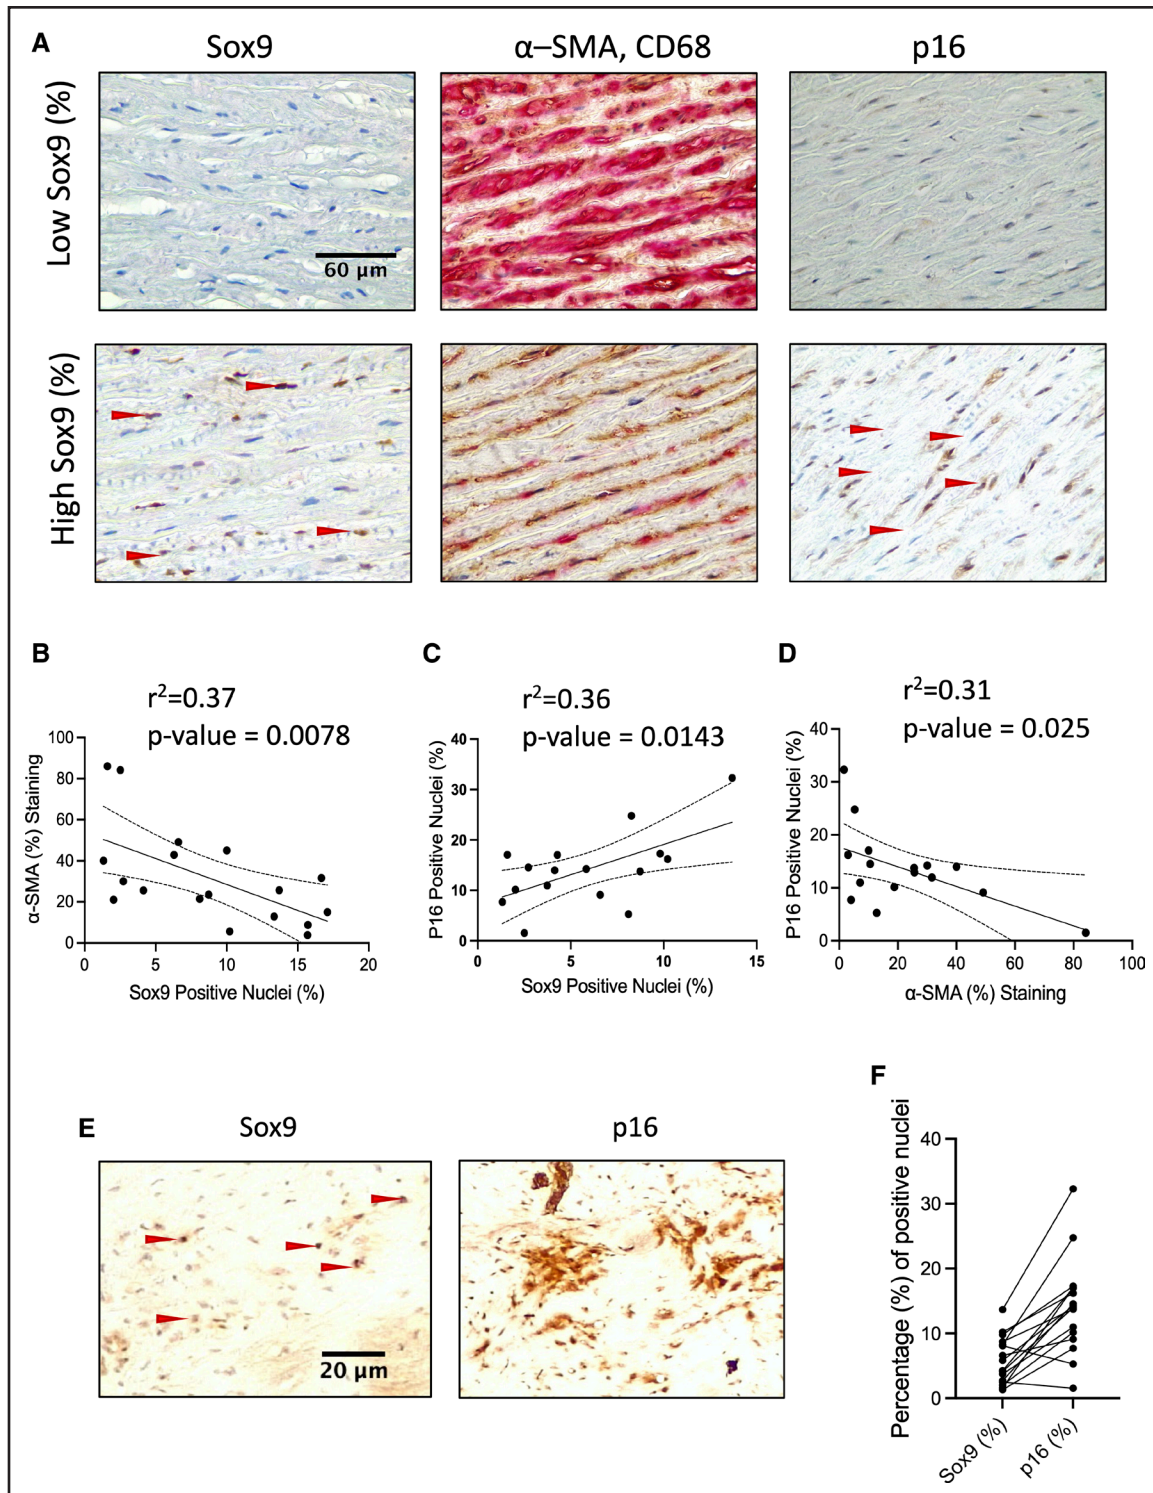 A
Sox9
α–SMA, CD68
p16
Low Sox9 (%)
60 µm
High Sox9 (%)
B
r²=0.37
p-value = 0.0078
α-SMA (%) Staining
100
80
60
40
20
0
0 5 10 15 20
Sox9 Positive Nuclei (%)
C
r²=0.36
p-value = 0.0143
P16 Positive Nuclei (%)
40
30
20
10
0
0 5 10 15
Sox9 Positive Nuclei (%)
D
r²=0.31
p-value = 0.025
P16 Positive Nuclei (%)
40
30
20
10
0
0 20 40 60 80 100
α-SMA (%) Staining
E
Sox9
p16
20 µm
F
Percentage (%) of positive nuclei
40
30
20
10
0
Sox9 (%)
p16 (%)